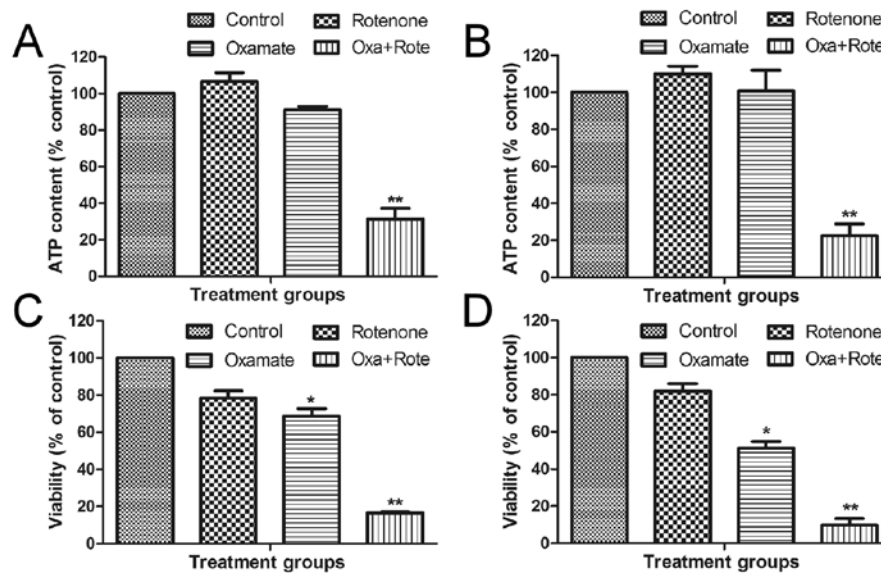 A
Control
Rotenone
Oxamate
Oxa+Rote
ATP content (% control)
120
100
80
60
40
20
0
**
Treatment groups
B
Control
Rotenone
Oxamate
Oxa+Rote
ATP content (% control)
120
100
80
60
40
20
0
**
Treatment groups
C
Control
Rotenone
Oxamate
Oxa+Rote
Viability (% of control)
120
100
80
60
40
20
0
*
**
Treatment groups
D
Control
Rotenone
Oxamate
Oxa+Rote
Viability (% of control)
120
100
80
60
40
20
0
*
**
Treatment groups